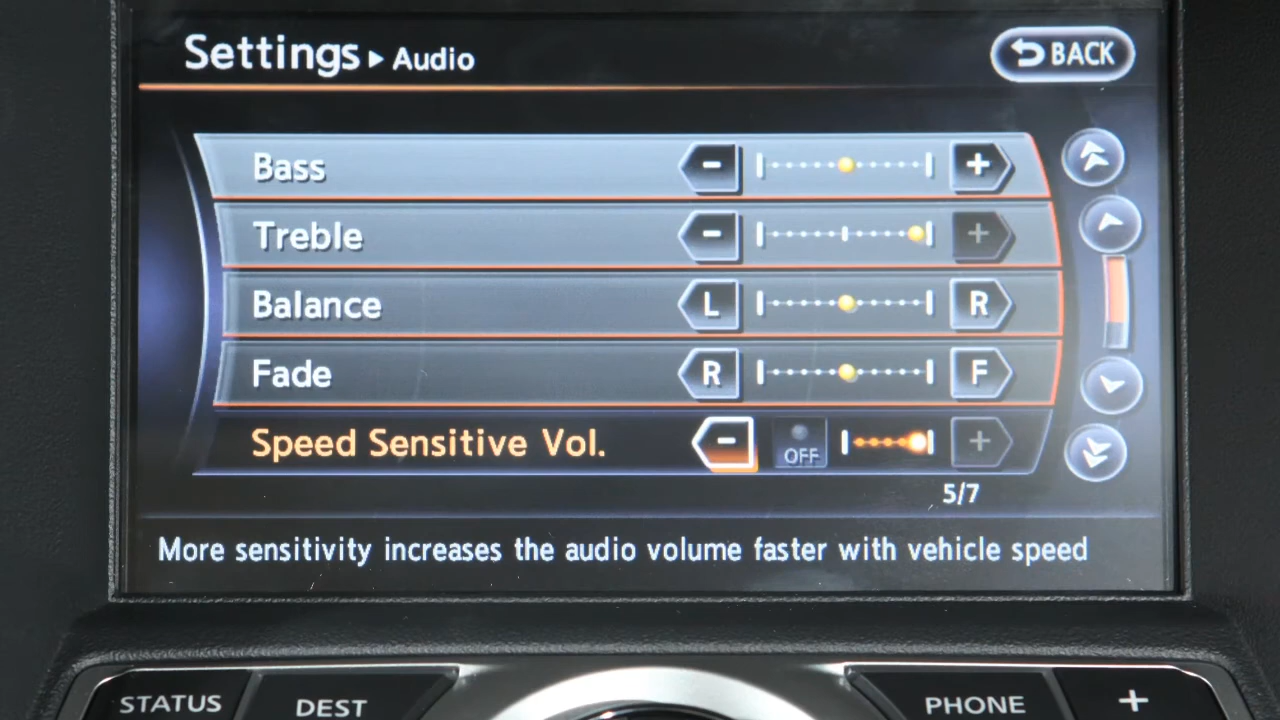 Settings ▸ Audio
BACK
Bass - +
Treble - +
Balance L R
Fade R F
Speed Sensitive Vol. - OFF +
5/7
More sensitivity increases the audio volume faster with vehicle speed
STATUS DEST PHONE +